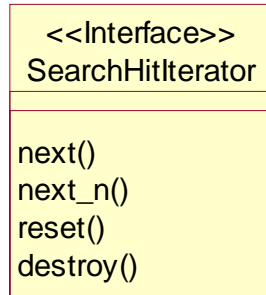 <<Interface>>
SearchHitIterator
next()
next_n()
reset()
destroy()